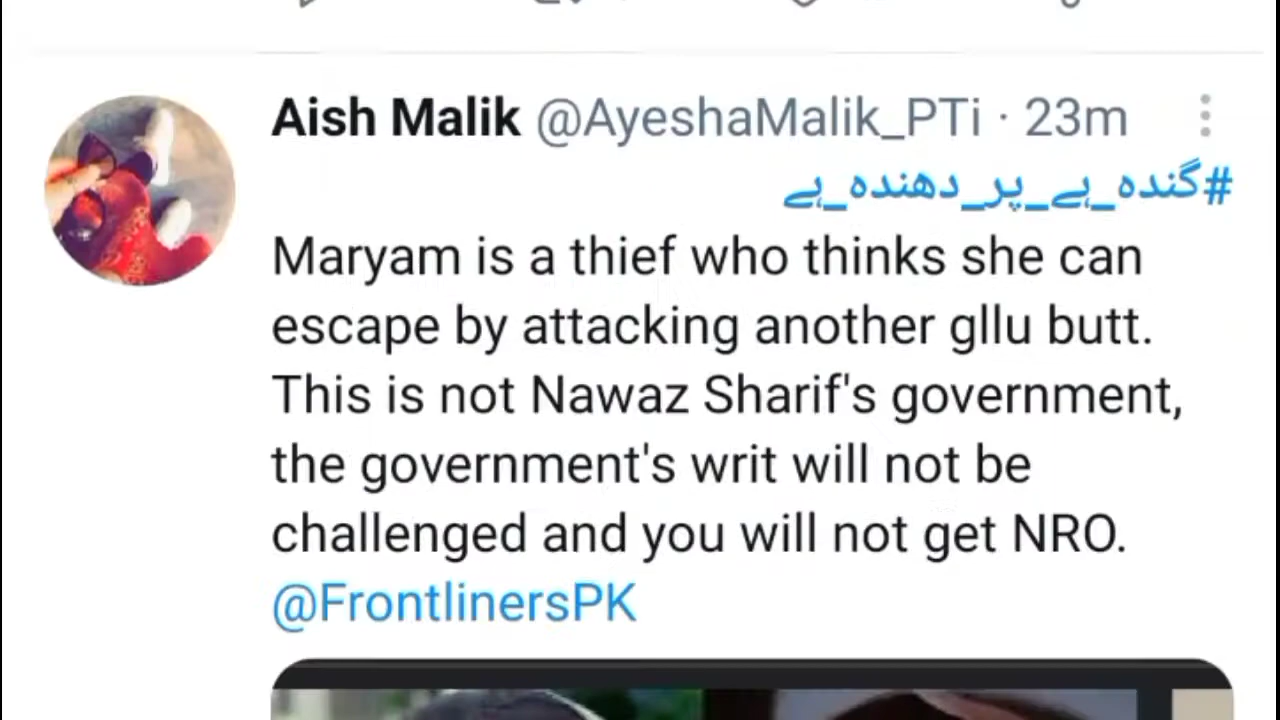 Aish Malik @AyeshaMalik_PTi · 23m
#گندہ_ہے_پر_دھندہ_ہے
Maryam is a thief who thinks she can
escape by attacking another gllu butt.
This is not Nawaz Sharif's government,
the government's writ will not be
challenged and you will not get NRO.
@FrontlinersPK